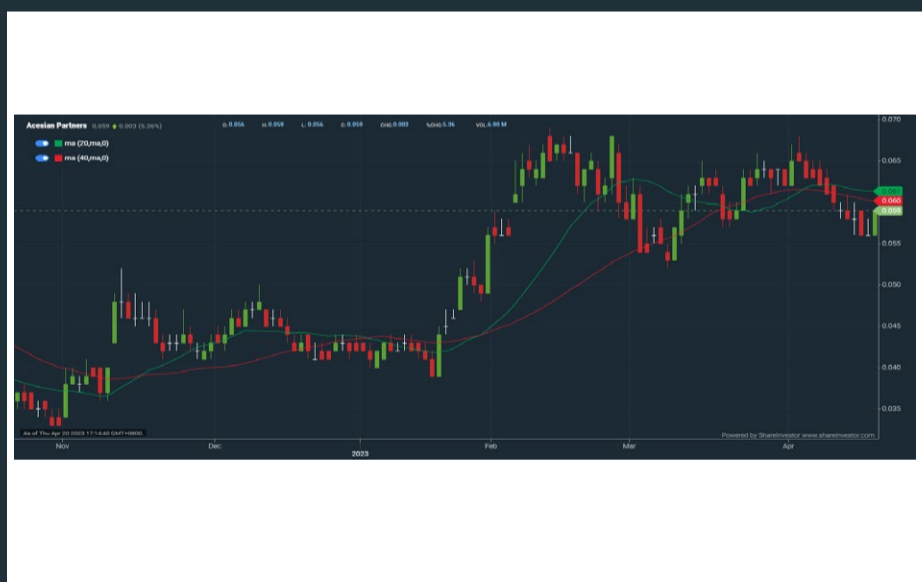 Acesian Partners 0.059 0.003 (5.36%) O:0.056 H:0.059 L:0.056 C:0.059 CHG:0.003 %CHG:5.36 VOL:6.80 M
ma (20,ma,0)
ma (40,ma,0)
0.070
0.065
0.061
0.060
0.059
0.055
0.050
0.045
0.040
0.035
As of Thu Apr 20 2023 17:14:40 GMT+0800
Powered by ShareInvestor www.shareinvestor.com
Nov Dec 2023 Feb Mar Apr